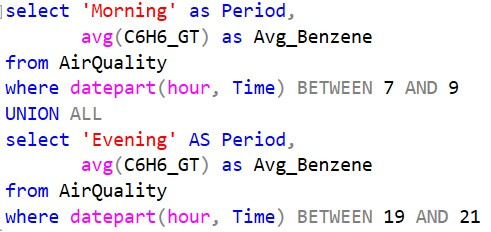 select 'Morning' as Period,
avg(C6H6_GT) as Avg_Benzene
from AirQuality
where datepart(hour, Time) BETWEEN 7 AND 9
UNION ALL
select 'Evening' AS Period,
avg(C6H6_GT) as Avg_Benzene
from AirQuality
where datepart(hour, Time) BETWEEN 19 AND 21